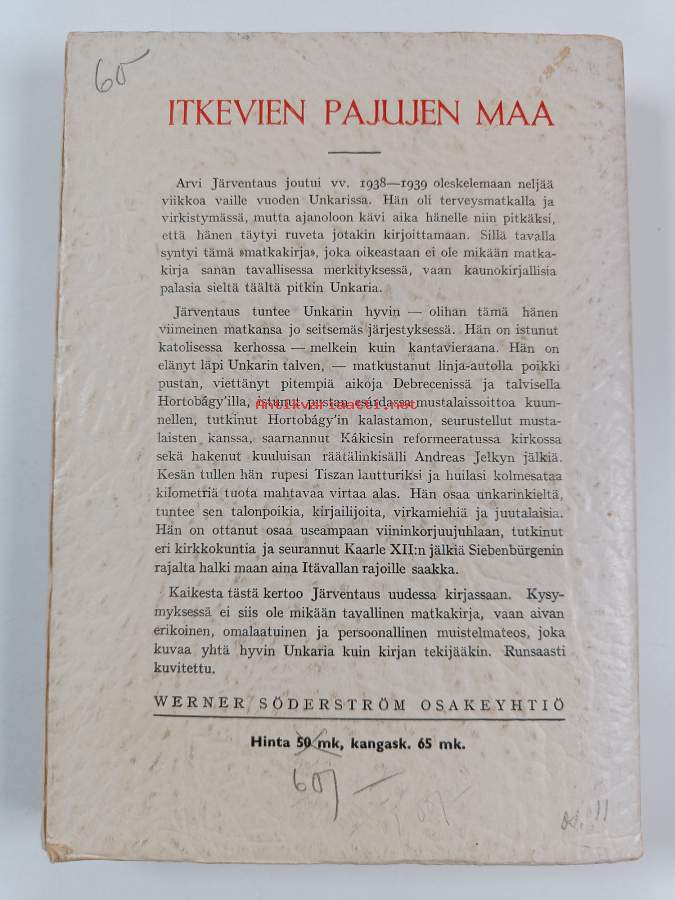 60
ITKEVIEN PAJUJEN MAA
Arvi Järventaus joutui vv. 1938—1939 oleskelemaan neljää
viikkoa vaille vuoden Unkarissa. Hän oli terveysmatkalla ja
virkistymässä, mutta ajanoloon kävi aika hänelle niin pitkäksi,
että hänen täytyi ruveta jotakin kirjoittamaan. Sillä tavalla
syntyi tämä »matkakirja», joka oikeastaan ei ole mikään matka-
kirja sanan tavallisessa merkityksessä, vaan kaunokirjallisia
palasia sieltä täältä pitkin Unkaria.
Järventaus tuntee Unkarin hyvin — olihan tämä hänen
viimeinen matkansa jo seitsemäs järjestyksessä. Hän on istunut
katolisessa kerhossa — melkein kuin kantavieraana. Hän on
elänyt läpi Unkarin talven, — matkustanut linja-autolla poikki
pustan, viettänyt pitempiä aikoja Debrecenissä ja talvisella
Hortobágy'illa, istunut pustan csárdassa mustalaissoittoa kuun-
Antikvariaatti.net
nellen, tutkinut Hortobágy'in kalastamon, seurustellut musta-
laisten kanssa, saarnannut Kákicsin reformeeratussa kirkossa
sekä hakenut kuuluisan räätälinkisälli Andreas Jelkyn jälkiä.
Kesän tullen hän rupesi Tiszan lautturiksi ja huilasi kolmesataa
kilometriä tuota mahtavaa virtaa alas. Hän osaa unkarinkieltä,
tuntee sen talonpoikia, kirjailijoita, virkamiehiä ja juutalaisia.
Hän on ottanut osaa useampaan viininkorjuujuhlaan, tutkinut
eri kirkkokuntia ja seurannut Kaarle XII:n jälkiä Siebenbürgenin
rajalta halki maan aina Itävallan rajoille saakka.
Kaikesta tästä kertoo Järventaus uudessa kirjassaan. Kysy-
myksessä ei siis ole mikään tavallinen matkakirja, vaan aivan
erikoinen, omalaatuinen ja persoonallinen muistelmateos, joka
kuvaa yhtä hyvin Unkaria kuin kirjan tekijääkin. Runsaasti
kuvitettu.
WERNER SÖDERSTRÖM OSAKEYHTIÖ
Hinta 50 mk, kangask. 65 mk.
60